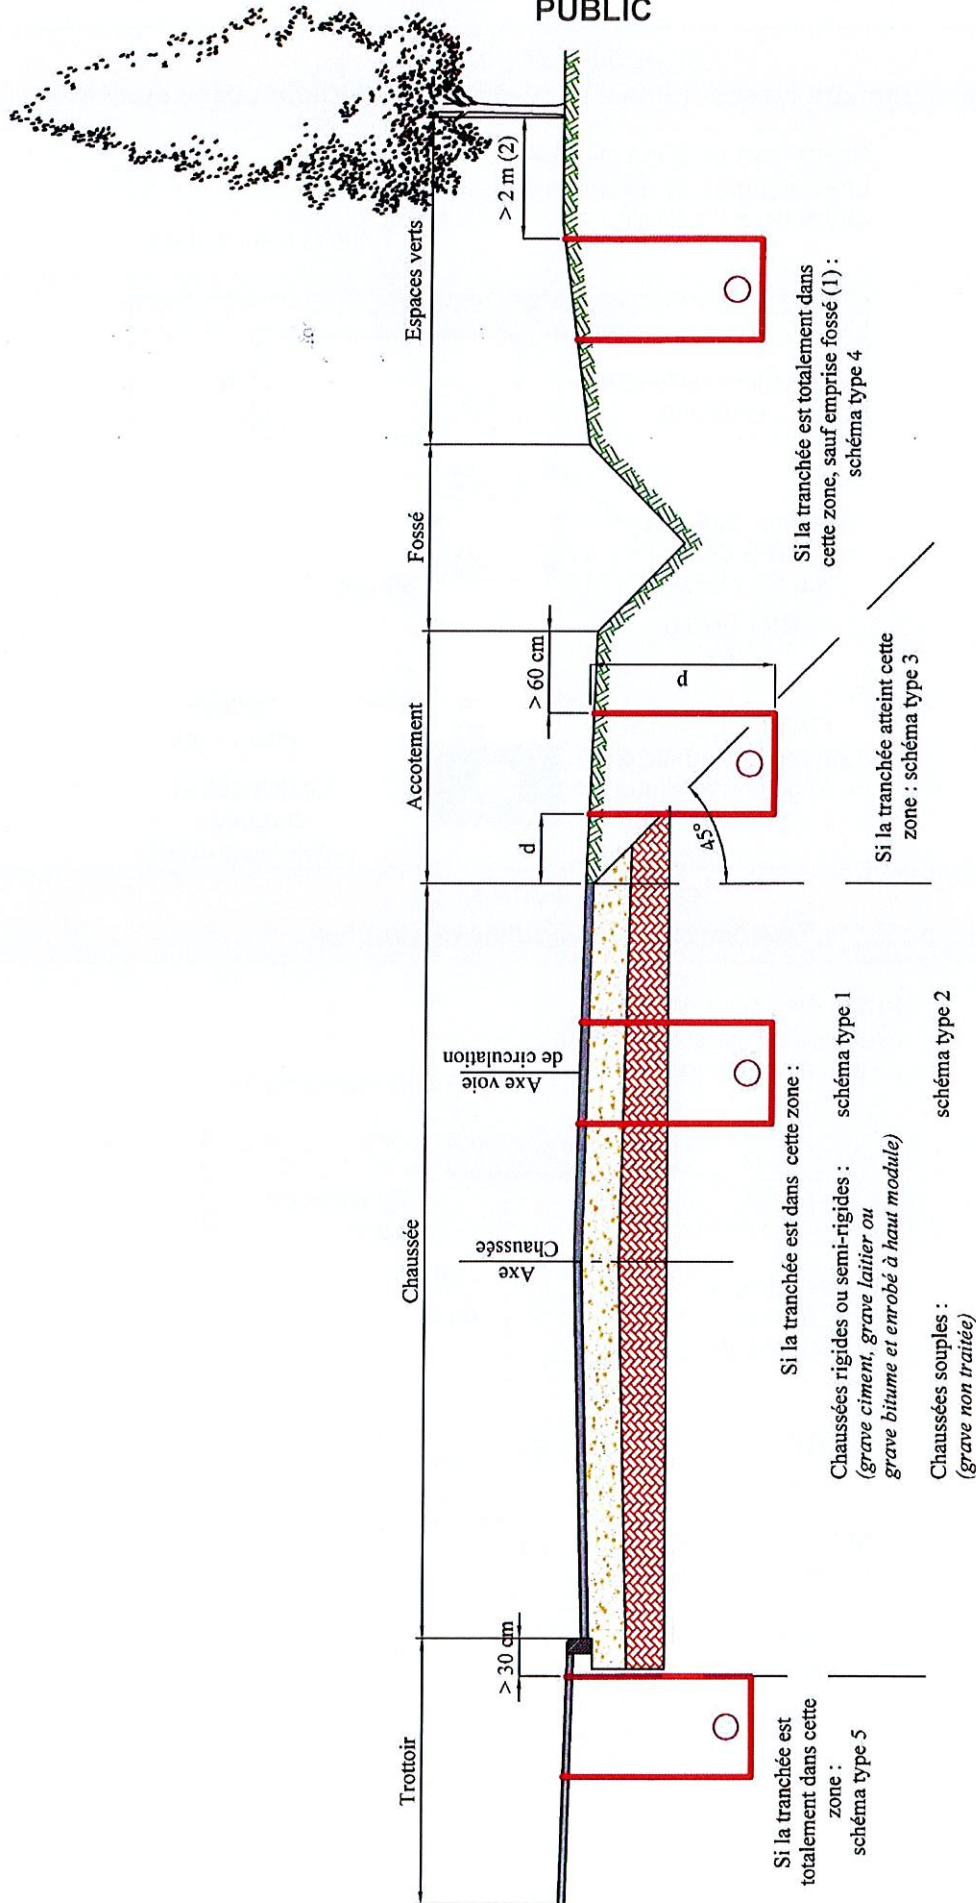 PUBLIC
Trottoir
Chaussée
Accotement
Fossé
Espaces verts
> 30 cm
Axe
Chaussée
Axe voie
de circulation
d
> 60 cm
p
45°
> 2 m (2)
Si la tranchée est
totalement dans cette
zone :
schéma type 5
Si la tranchée est dans cette zone :
Chaussées rigides ou semi-rigides : schéma type 1
(grave ciment, grave laitier ou
grave bitume et enrobé à haut module)
Chaussées souples : schéma type 2
(grave non traitée)
Si la tranchée atteint cette
zone : schéma type 3
Si la tranchée est totalement dans
cette zone, sauf emprise fossé (1) :
schéma type 4